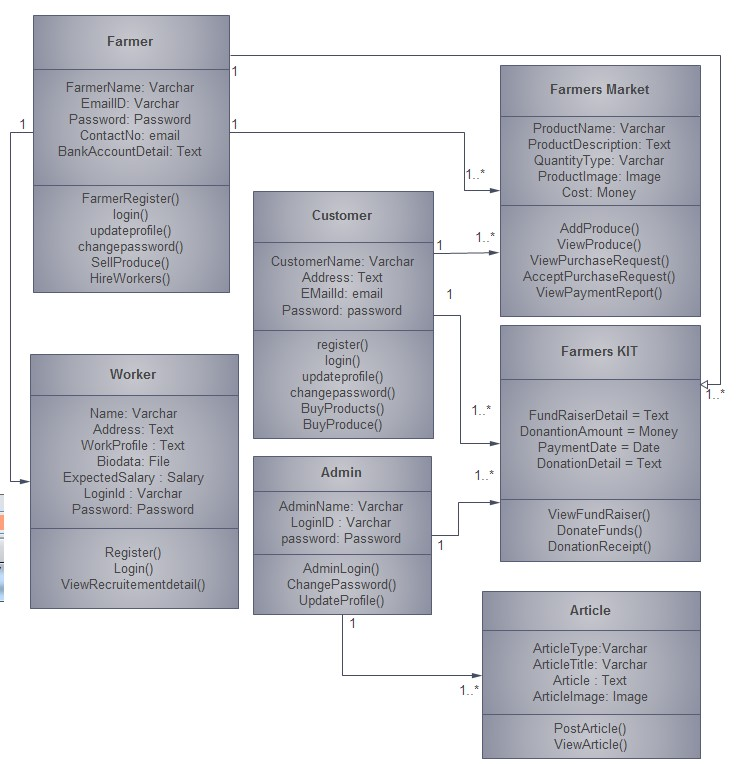 Farmer
FarmerName: Varchar
EmailID: Varchar
Password: Password
ContactNo: email
BankAccountDetail: Text
FarmerRegister()
login()
updateprofile()
changepassword()
SellProduce()
HireWorkers()
1
1
1
1..*
1..*
Farmers Market
ProductName: Varchar
ProductDescription: Text
QuantityType: Varchar
ProductImage: Image
Cost: Money
AddProduce()
ViewProduce()
ViewPurchaseRequest()
AcceptPurchaseRequest()
ViewPaymentReport()
Customer
CustomerName: Varchar
Address: Text
EMailId: email
Password: password
register()
login()
updateprofile()
changepassword()
BuyProducts()
BuyProduce()
1
1..*
1
1..*
Farmers KIT
FundRaiserDetail = Text
DonantionAmount = Money
PaymentDate = Date
DonationDetail = Text
ViewFundRaiser()
DonateFunds()
DonationReceipt()
Worker
Name: Varchar
Address: Text
WorkProfile : Text
Biodata: File
ExpectedSalary : Salary
LoginId : Varchar
Password: Password
Register()
Login()
ViewRecruitementdetail()
Admin
AdminName: Varchar
LoginID : Varchar
password: Password
AdminLogin()
ChangePassword()
UpdateProfile()
1
1..*
1
1..*
Article
ArticleType:Varchar
ArticleTitle: Varchar
Article : Text
ArticleImage: Image
PostArticle()
ViewArticle()